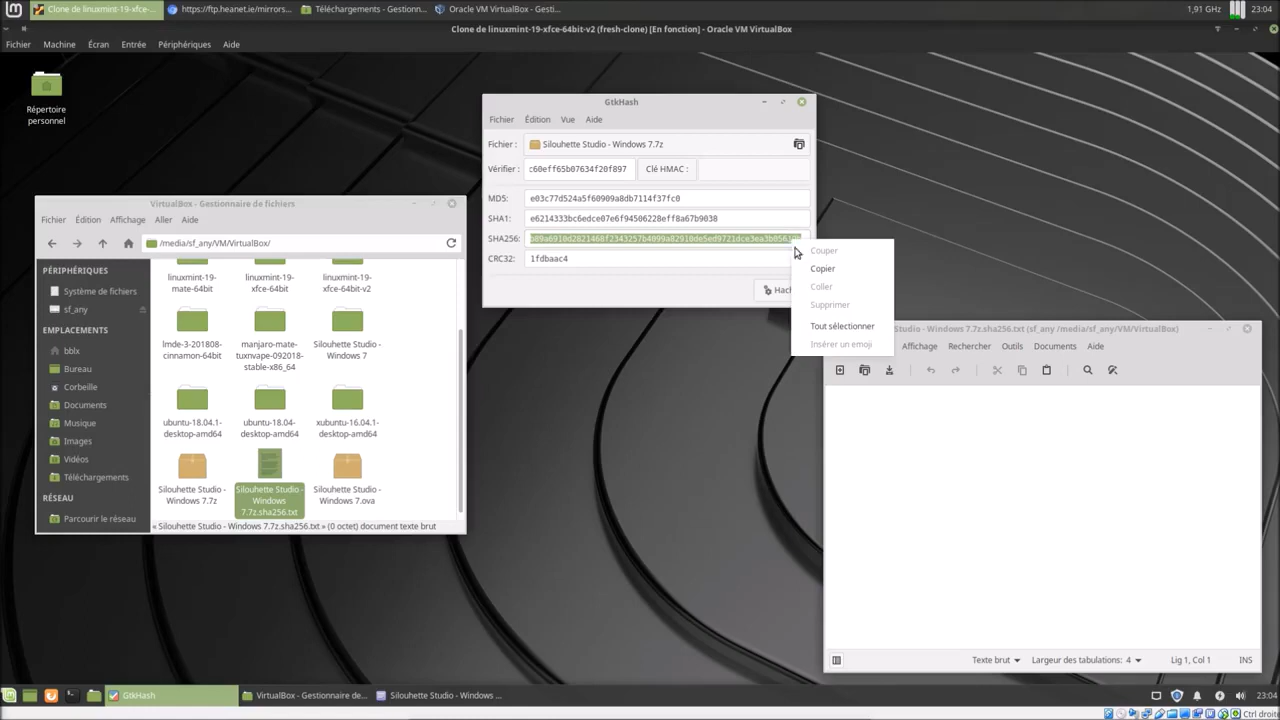 Clone de linuxmint-19-xfce-...
https://ftp.heanet.ie/mirrors...
Téléchargements - Gestionn...
Oracle VM VirtualBox - Gesti...
1,91 GHz
23:04
Clone de linuxmint-19-xfce-64bit-v2 (fresh-clone) [En fonction] - Oracle VM VirtualBox
Fichier Machine Écran Entrée Périphériques Aide
Répertoire
personnel
GtkHash
Fichier Édition Vue Aide
Fichier : Silouhette Studio - Windows 7.7z
Vérifier : c60eff65b07634f20f897 Clé HMAC :
MD5: e03c77d524a5f60909a8db7114f37fc0
SHA1: e6214333bc6edce07e6f94506228eff8a67b9038
SHA256:
CRC32: 1fdbaac4
Hach
Couper
Copier
Coller
Supprimer
Tout sélectionner
Insérer un emoji
VirtualBox - Gestionnaire de fichiers
Fichier Édition Affichage Aller Aide
/media/sf_any/VM/VirtualBox/
PÉRIPHÉRIQUES
Système de fichiers
sf_any
EMPLACEMENTS
bblx
Bureau
Corbeille
Documents
Musique
Images
Vidéos
Téléchargements
RÉSEAU
Parcourir le réseau
linuxmint-19-
mate-64bit
linuxmint-19-
xfce-64bit
linuxmint-19-
xfce-64bit-v2
lmde-3-201808-
cinnamon-64bit
manjaro-mate-
tuxnvape-092018-
stable-x86_64
Silouhette Studio -
Windows 7
ubuntu-18.04.1-
desktop-amd64
ubuntu-18.04-
desktop-amd64
xubuntu-16.04.1-
desktop-amd64
Silouhette Studio -
Windows 7.7z
Silouhette Studio -
Windows
7.7z.sha256.txt
Silouhette Studio -
Windows 7.ova
« Silouhette Studio - Windows 7.7z.sha256.txt » (0 octet) document texte brut
Studio - Windows 7.7z.sha256.txt (sf_any /media/sf_any/VM/VirtualBox)
Affichage Rechercher Outils Documents Aide
Texte brut Largeur des tabulations: 4 Lig 1, Col 1 INS
GtkHash
VirtualBox - Gestionnaire de...
Silouhette Studio - Windows ...
23:04
Ctrl droite